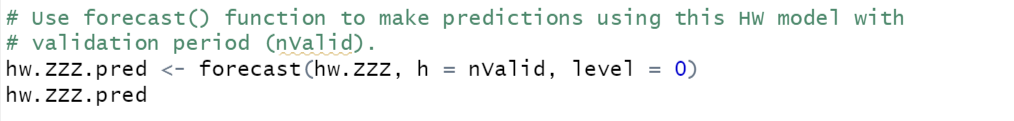 # Use forecast() function to make predictions using this HW model with
# validation period (nValid).
hw.ZZZ.pred <- forecast(hw.ZZZ, h = nValid, level = 0)
hw.ZZZ.pred